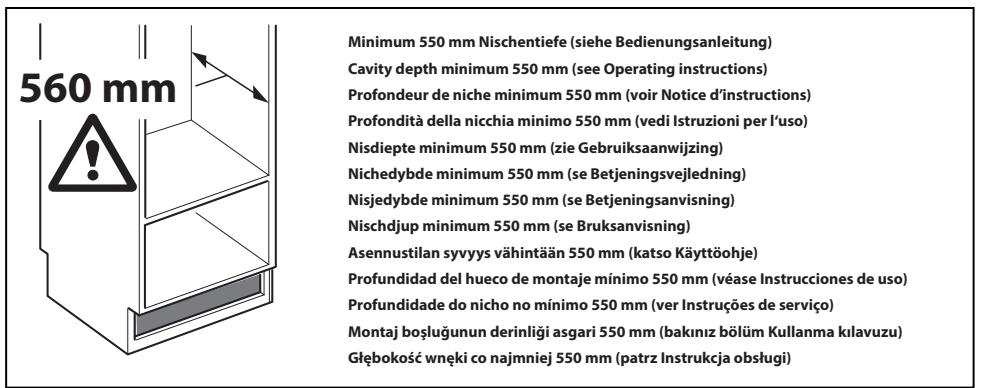 560 mm
Minimum 550 mm Nischentiefe (siehe Bedienungsanleitung)
Cavity depth minimum 550 mm (see Operating instructions)
Profondeur de niche minimum 550 mm (voir Notice d’instructions)
Profondità della nicchia minimo 550 mm (vedi Istruzioni per l‘uso)
Nisdiepte minimum 550 mm (zie Gebruiksaanwijzing)
Nichedybde minimum 550 mm (se Betjeningsvejledning)
Nisjedybde minimum 550 mm (se Betjeningsanvisning)
Nischdjup minimum 550 mm (se Bruksanvisning)
Asennustilan syvyys vähintään 550 mm (katso Käyttöohje)
Profundidad del hueco de montaje mínimo 550 mm (véase Instrucciones de uso)
Profundidade do nicho no mínimo 550 mm (ver Instruções de serviço)
Montaj boşluğunun derinliği asgari 550 mm (bakınız bölüm Kullanma kılavuzu)
Głębokość wnęki co najmniej 550 mm (patrz Instrukcja obsługi)